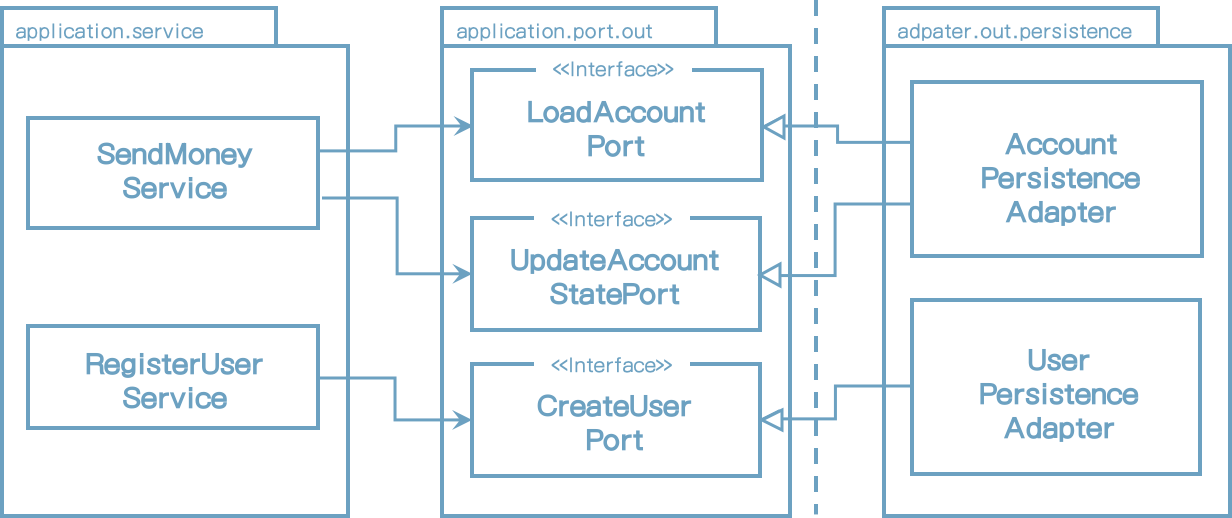 application.service
SendMoney
Service
RegisterUser
Service
application.port.out
<<Interface>>
LoadAccount
Port
<<Interface>>
UpdateAccount
StatePort
<<Interface>>
CreateUser
Port
adpater.out.persistence
Account
Persistence
Adapter
User
Persistence
Adapter